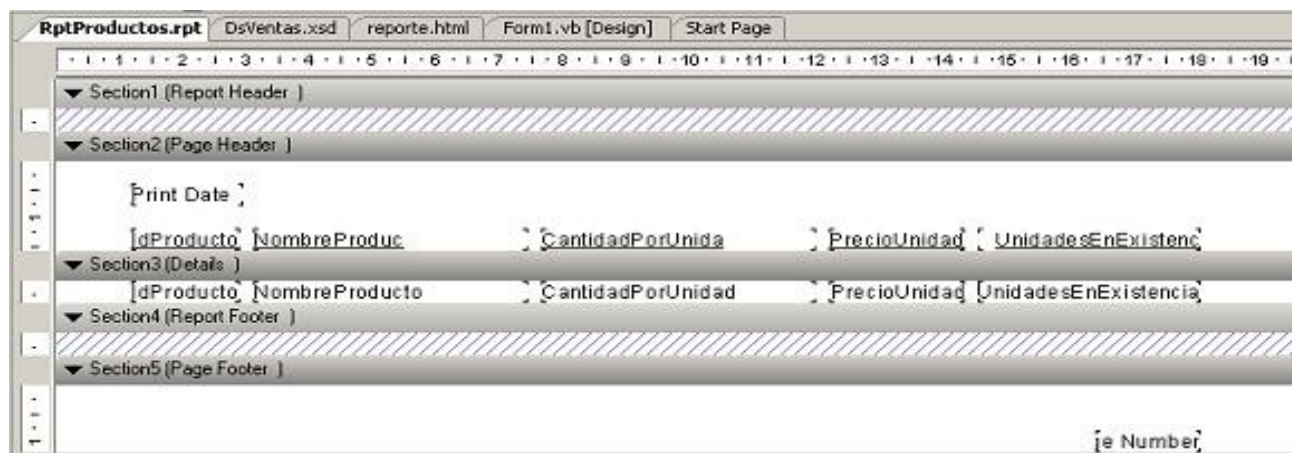 RptProductos.rpt DsVentas.xsd reporte.html Form1.vb [Design] Start Page
1 2 3 4 5 6 7 8 9 10 11 12 13 14 15 16 17 18 19
Section1 (Report Header )
Section2 (Page Header )
Print Date
dProducto NombreProduc CantidadPorUnida PrecioUnidad UnidadesEnExistenc
Section3 (Details )
dProducto NombreProducto CantidadPorUnidad PrecioUnidad UnidadesEnExistencia
Section4 (Report Footer )
Section5 (Page Footer )
e Number